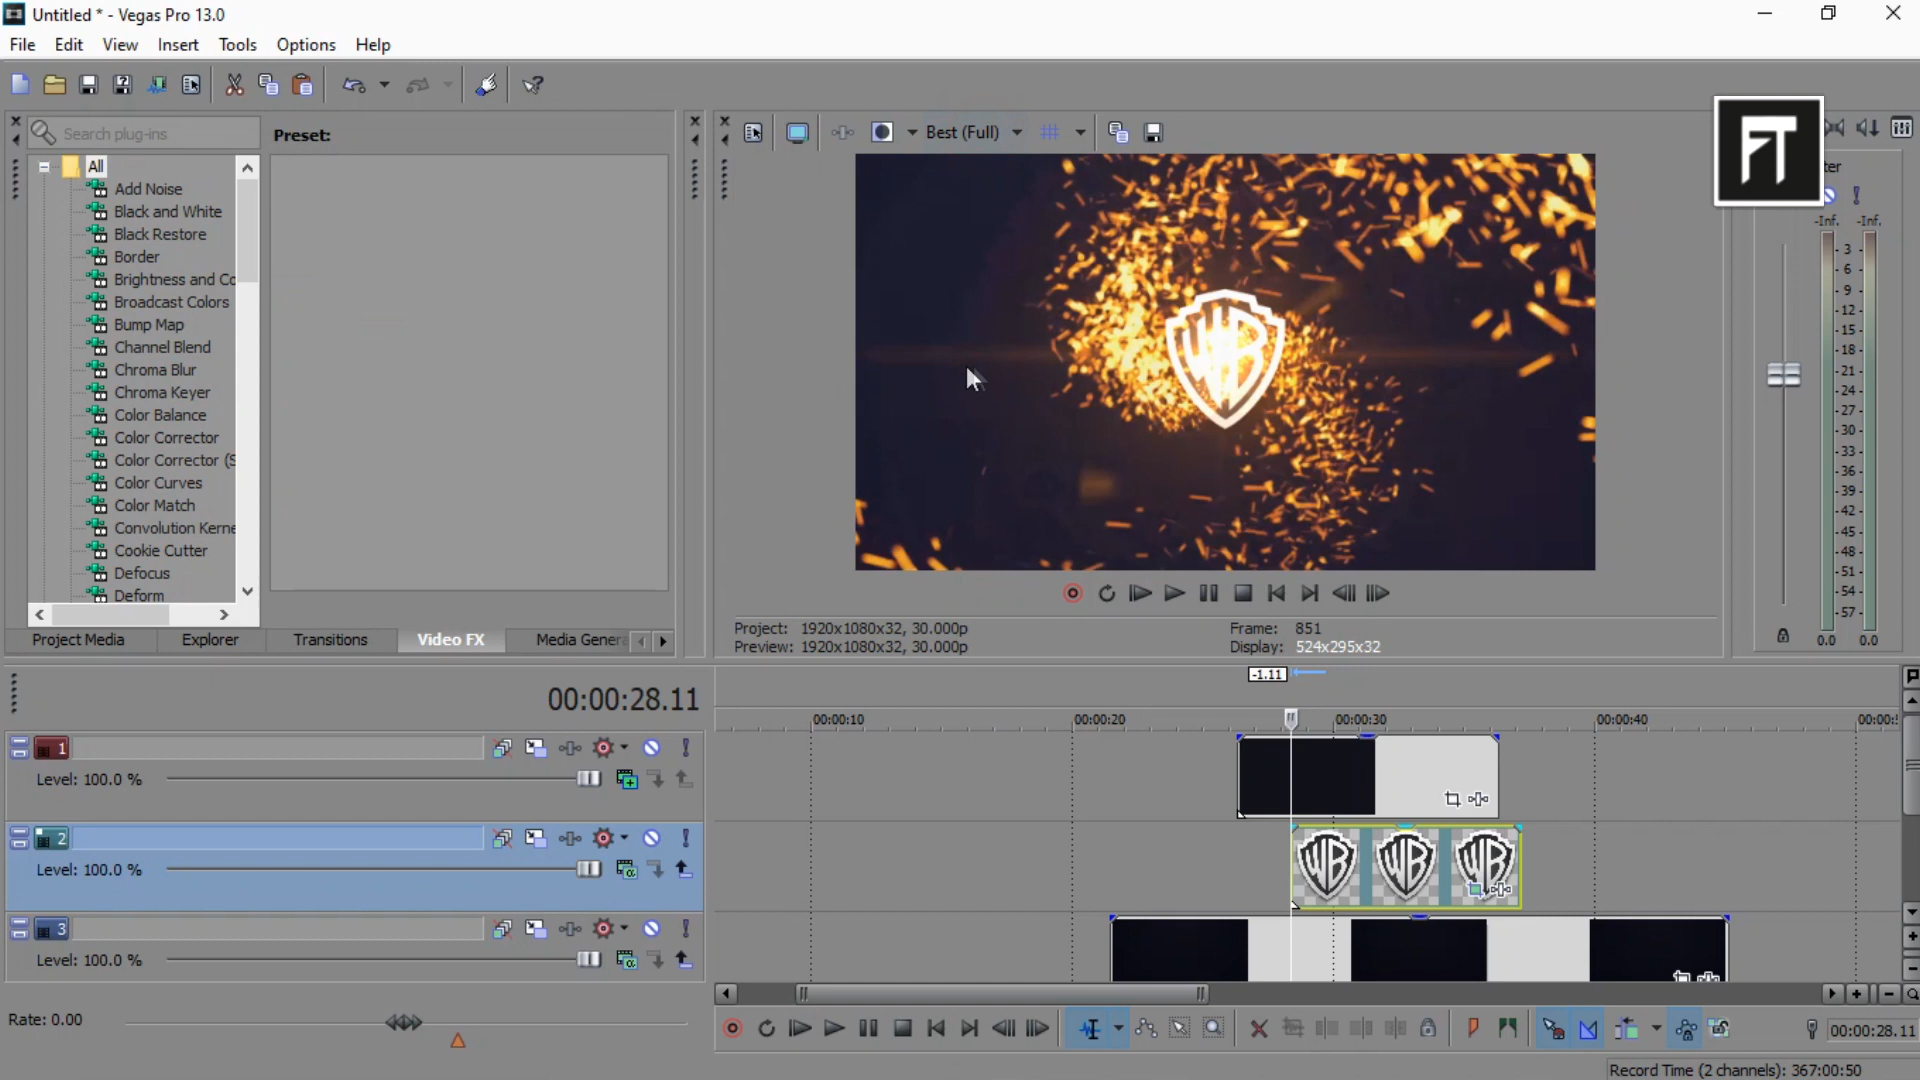 Untitled * - Vegas Pro 13.0
File Edit View Insert Tools Options Help
Search plug-ins
Preset:
Best (Full)
FT
ter
All
Add Noise
Black and White
Black Restore
Border
Brightness and Co
Broadcast Colors
Bump Map
Channel Blend
Chroma Blur
Chroma Keyer
Color Balance
Color Corrector
Color Corrector (S
Color Curves
Color Match
Convolution Kerne
Cookie Cutter
Defocus
Deform
WB
-Inf. -Inf.
3
6
9
12
15
18
21
24
27
30
33
36
39
42
45
48
51
54
57
0.0 0.0
Project Media Explorer Transitions Video FX Media Genera
Project: 1920x1080x32, 30.000p
Preview: 1920x1080x32, 30.000p
Frame: 851
Display: 524x295x32
-1.11
00:00:28.11
00:00:10 00:00:20 00:00:30 00:00:40 00:00:5
1
Level: 100.0 %
2
Level: 100.0 %
WB WB WB
3
Level: 100.0 %
Rate: 0.00
00:00:28.11
Record Time (2 channels): 367:00:50